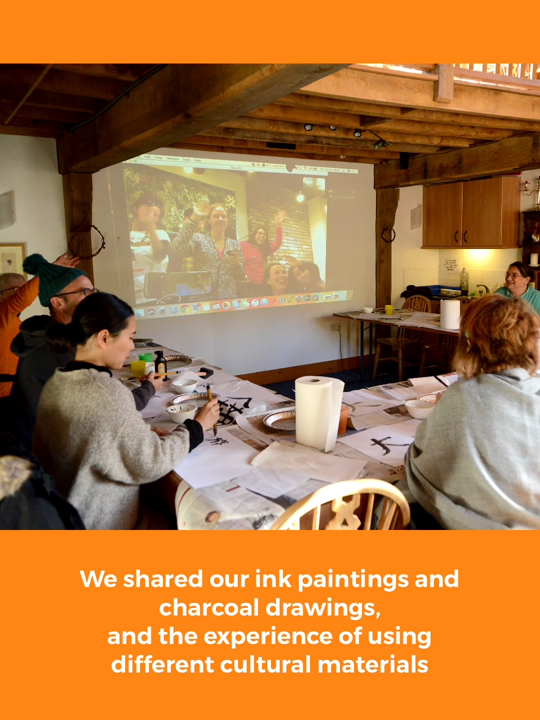 We shared our ink paintings and
charcoal drawings,
and the experience of using
different cultural materials